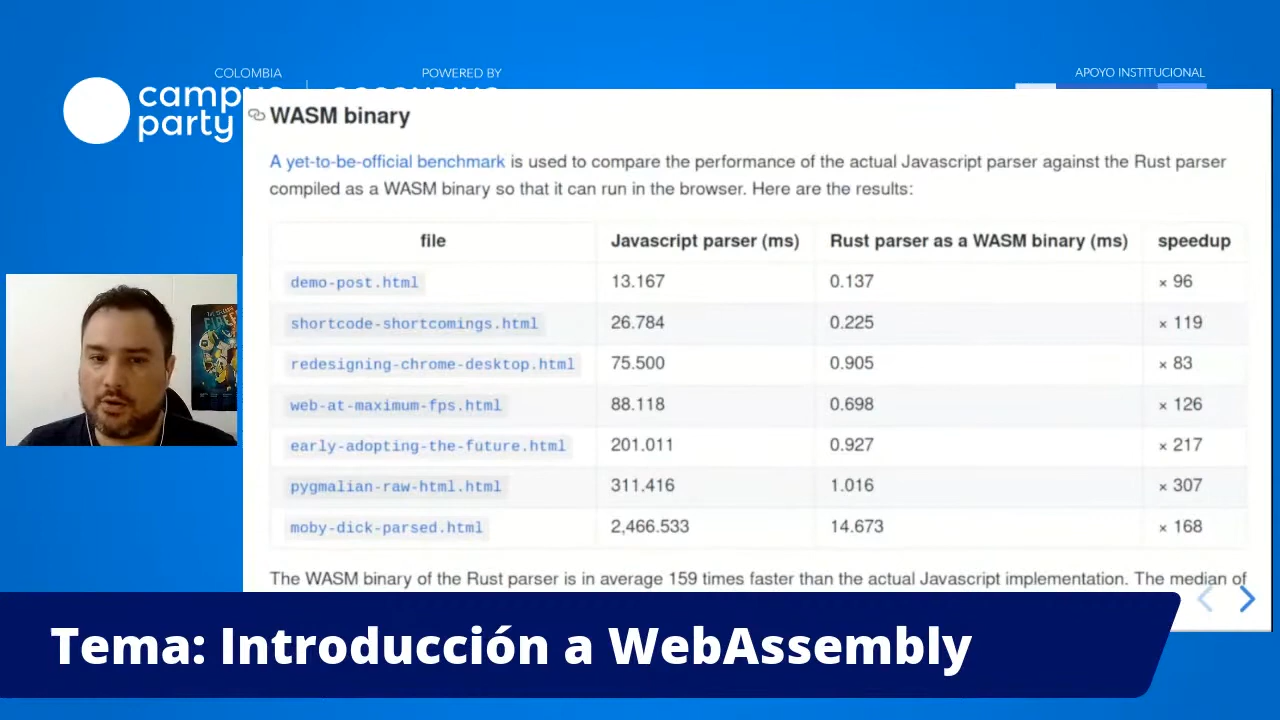 COLOMBIA
POWERED BY
APOYO INSTITUCIONAL
campus
party
WASM binary
A yet-to-be-official benchmark is used to compare the performance of the actual Javascript parser against the Rust parser
compiled as a WASM binary so that it can run in the browser. Here are the results:
file Javascript parser (ms) Rust parser as a WASM binary (ms) speedup
demo-post.html 13.167 0.137 × 96
shortcode-shortcomings.html 26.784 0.225 × 119
redesigning-chrome-desktop.html 75.500 0.905 × 83
web-at-maximum-fps.html 88.118 0.698 × 126
early-adopting-the-future.html 201.011 0.927 × 217
pygmalian-raw-html.html 311.416 1.016 × 307
moby-dick-parsed.html 2,466.533 14.673 × 168
The WASM binary of the Rust parser is in average 159 times faster than the actual Javascript implementation. The median of
Tema: Introducción a WebAssembly